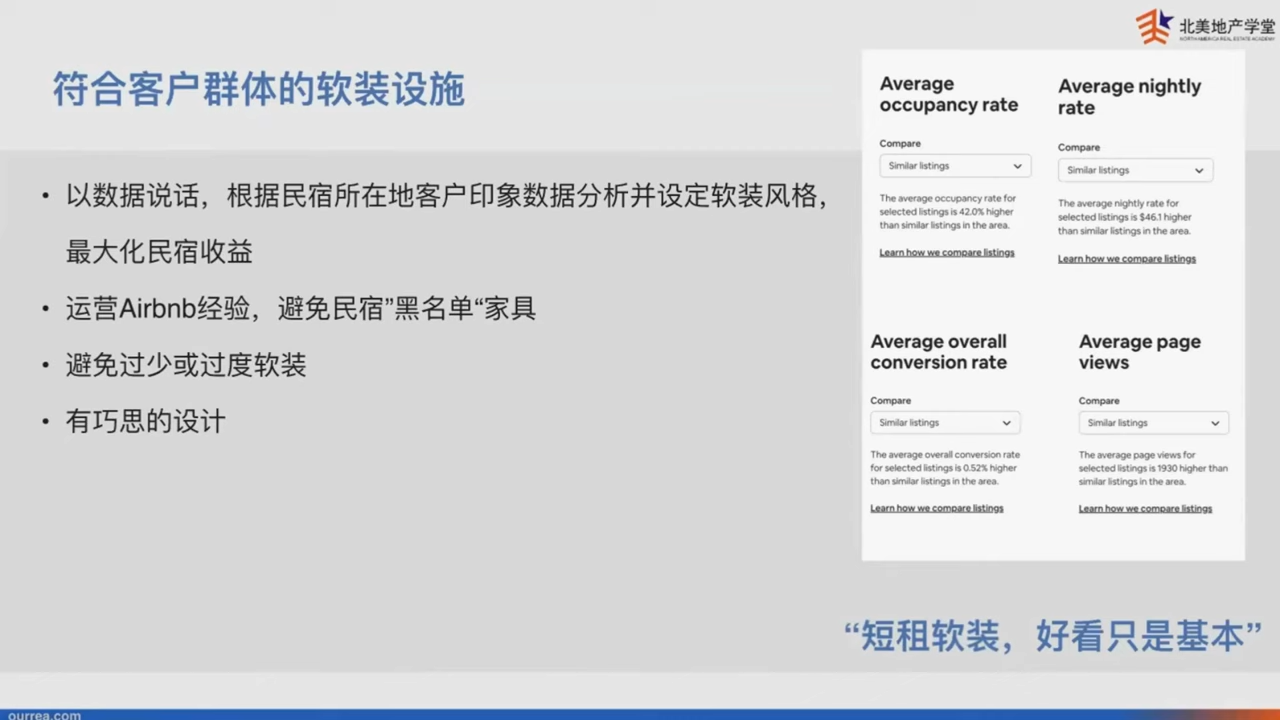 北美地产学堂
NORTH AMERICA REAL ESTATE ACADEMY
符合客户群体的软装设施
• 以数据说话，根据民宿所在地客户印象数据分析并设定软装风格，
最大化民宿收益
• 运营Airbnb经验，避免民宿”黑名单“家具
• 避免过少或过度软装
• 有巧思的设计
Average
occupancy rate
Compare
Similar listings
The average occupancy rate for
selected listings is 42.0% higher
than similar listings in the area.
Learn how we compare listings
Average nightly
rate
Compare
Similar listings
The average nightly rate for
selected listings is $46.1 higher
than similar listings in the area.
Learn how we compare listings
Average overall
conversion rate
Compare
Similar listings
The average overall conversion rate
for selected listings is 0.52% higher
than similar listings in the area.
Learn how we compare listings
Average page
views
Compare
Similar listings
The average page views for
selected listings is 1930 higher than
similar listings in the area.
Learn how we compare listings
“短租软装，好看只是基本”
ourrea.com